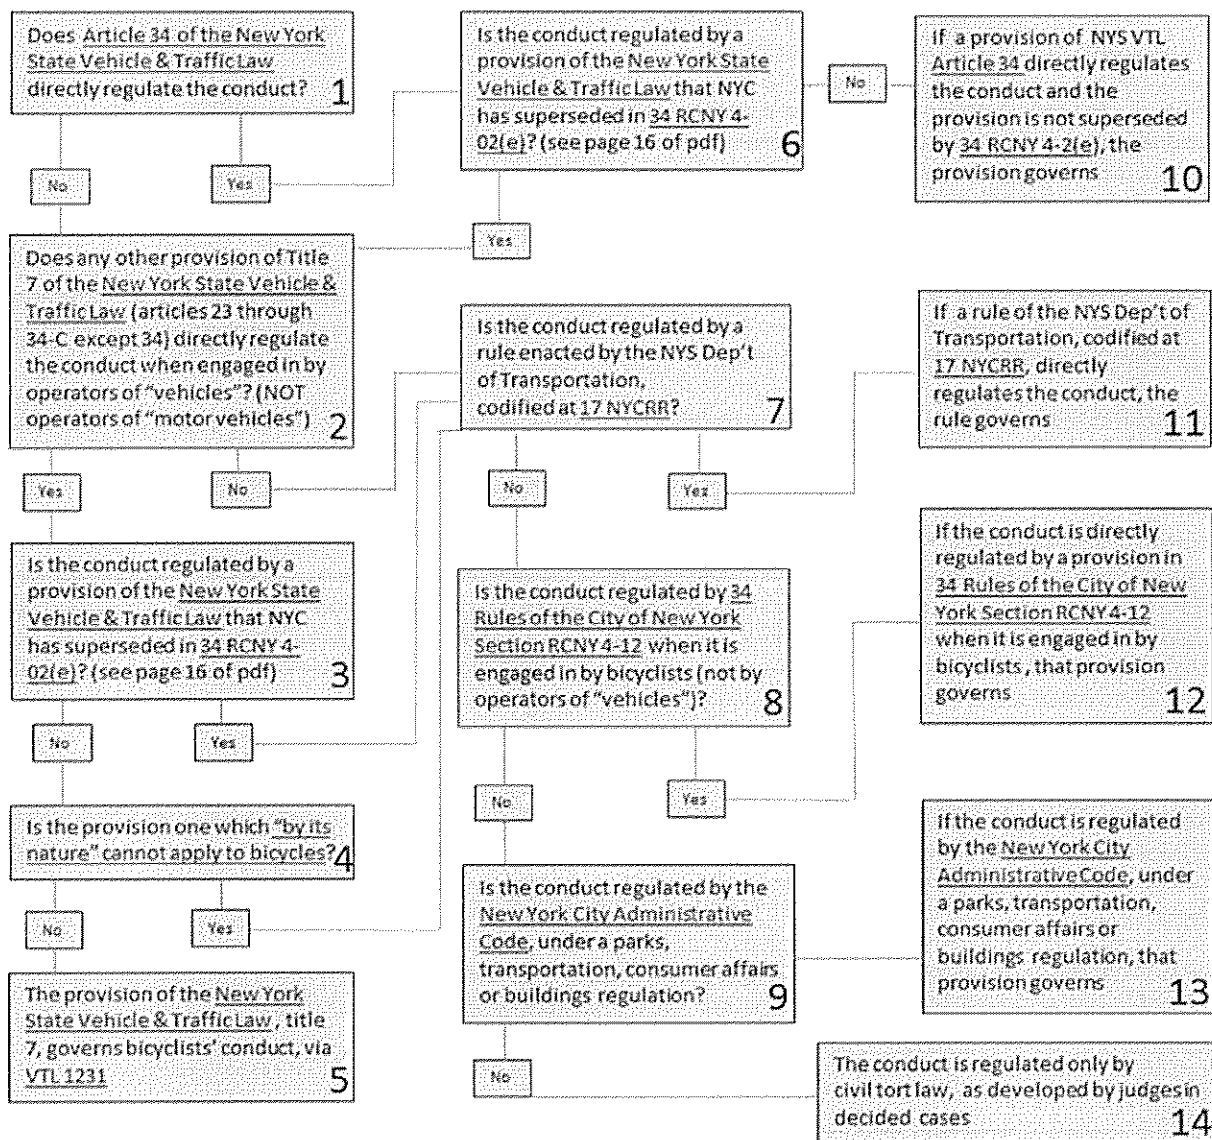 Does Article 34 of the New York
State Vehicle & Traffic Law
directly regulate the conduct?
1
No
Yes
Does any other provision of Title
7 of the New York State Vehicle &
Traffic Law (articles 23 through
34-C except 34) directly regulate
the conduct when engaged in by
operators of "vehicles"? (NOT
operators of "motor vehicles")
2
Yes
No
Is the conduct regulated by a
provision of the New York State
Vehicle & Traffic Law that NYC
has superseded in 34 RCNY 4-
02(e)? (see page 16 of pdf)
3
No
Yes
Is the provision one which "by its
nature" cannot apply to bicycles?
4
No
Yes
The provision of the New York
State Vehicle & Traffic Law , title
7, governs bicyclists' conduct, via
VTL 1231
5
Is the conduct regulated by a
provision of the New York State
Vehicle & Traffic Law that NYC
has superseded in 34 RCNY 4-
02(e)? (see page 16 of pdf)
6
No
Yes
Is the conduct regulated by a
rule enacted by the NYS Dep't
of Transportation,
codified at 17 NYCRR?
7
No
Yes
Is the conduct regulated by 34
Rules of the City of New York
Section RCNY 4-12 when it is
engaged in by bicyclists (not by
operators of "vehicles")?
8
No
Yes
Is the conduct regulated by the
New York City Administrative
Code, under a parks,
transportation, consumer affairs
or buildings regulation?
9
No
If a provision of NYS VTL
Article 34 directly regulates
the conduct and the
provision is not superseded
by 34 RCNY 4-2(e), the
provision governs
10
If a rule of the NYS Dep't of
Transportation, codified at
17 NYCRR, directly
regulates the conduct, the
rule governs
11
If the conduct is directly
regulated by a provision in
34 Rules of the City of New
York Section RCNY 4-12
when it is engaged in by
bicyclists , that provision
governs
12
If the conduct is regulated
by the New York City
Administrative Code, under
a parks, transportation,
consumer affairs or
buildings regulation, that
provision governs
13
The conduct is regulated only by
civil tort law, as developed by judges in
decided cases
14